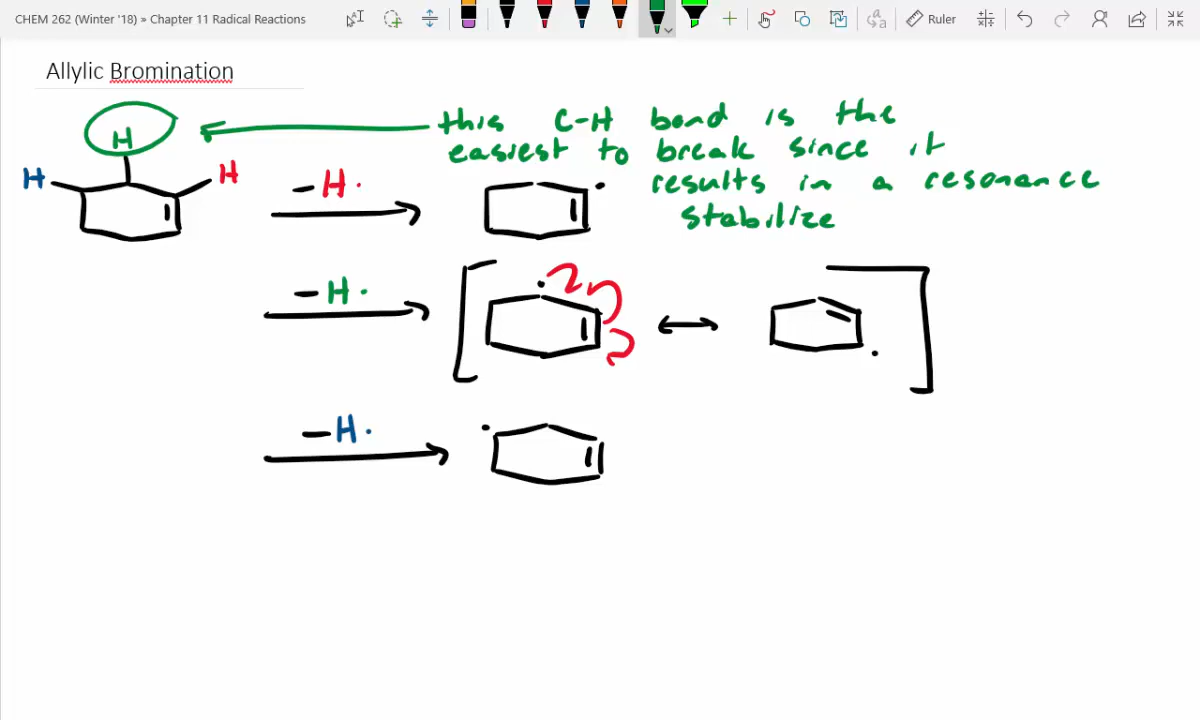 CHEM 262 (Winter '18) » Chapter 11 Radical Reactions
Ruler
Allylic Bromination
H
this C-H bond is the
easiest to break since it
results in a resonance
stabilize
H
H
-H·
-H·
-H·